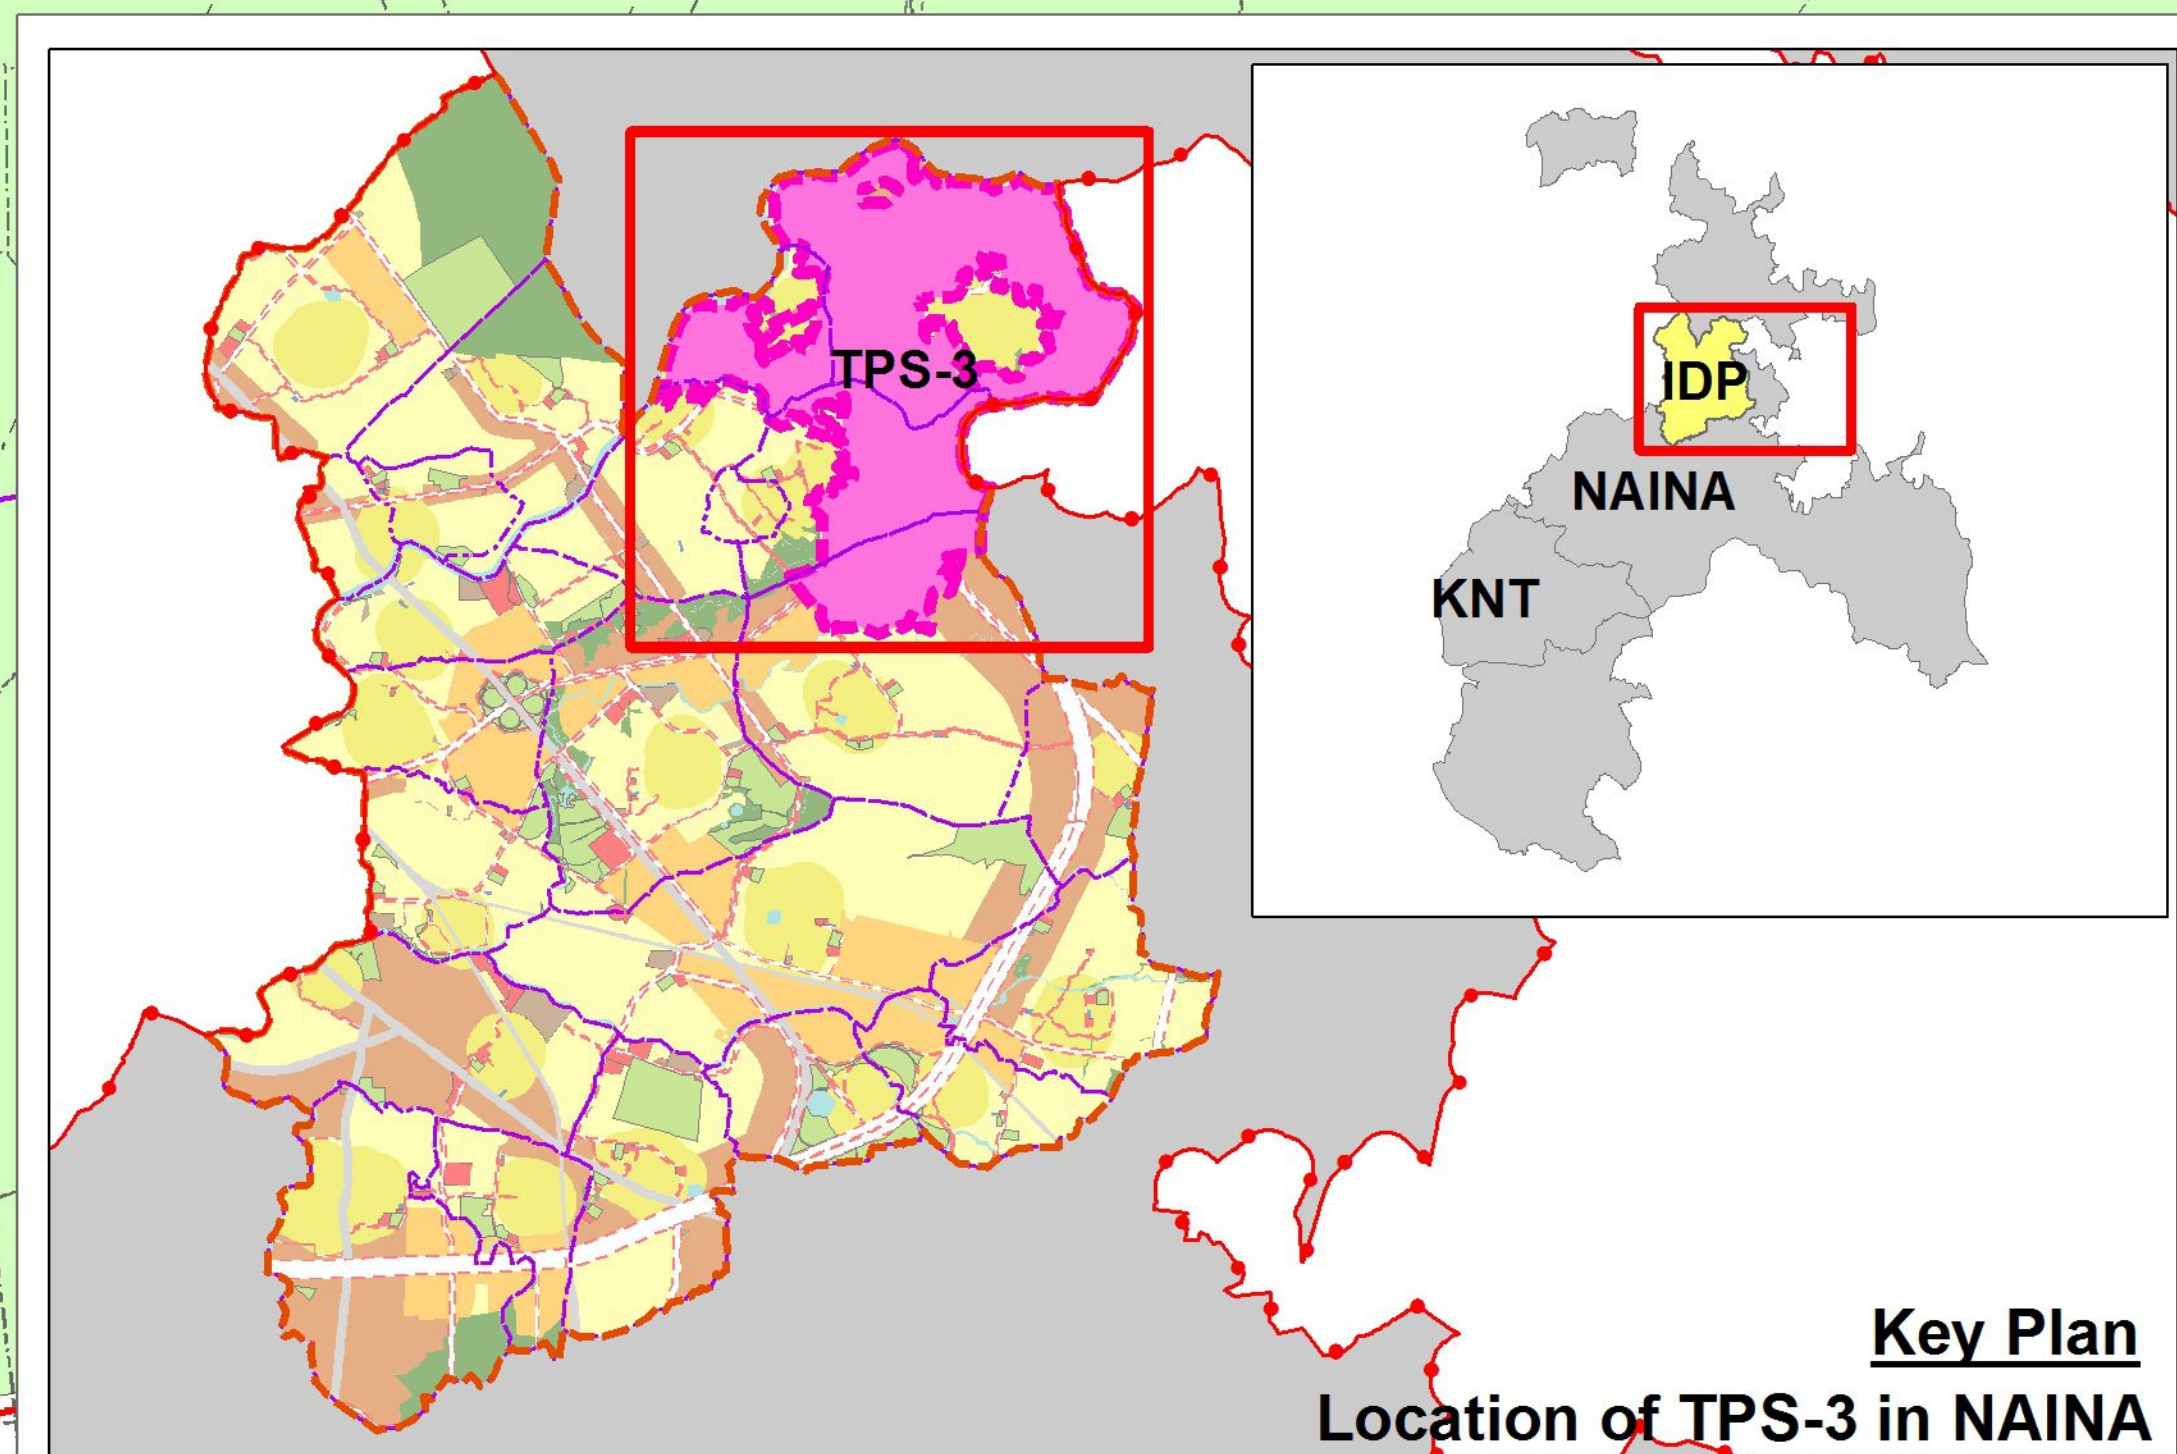 TPS-3
IDP
NAINA
KNT
Key Plan
Location of TPS-3 in NAINA